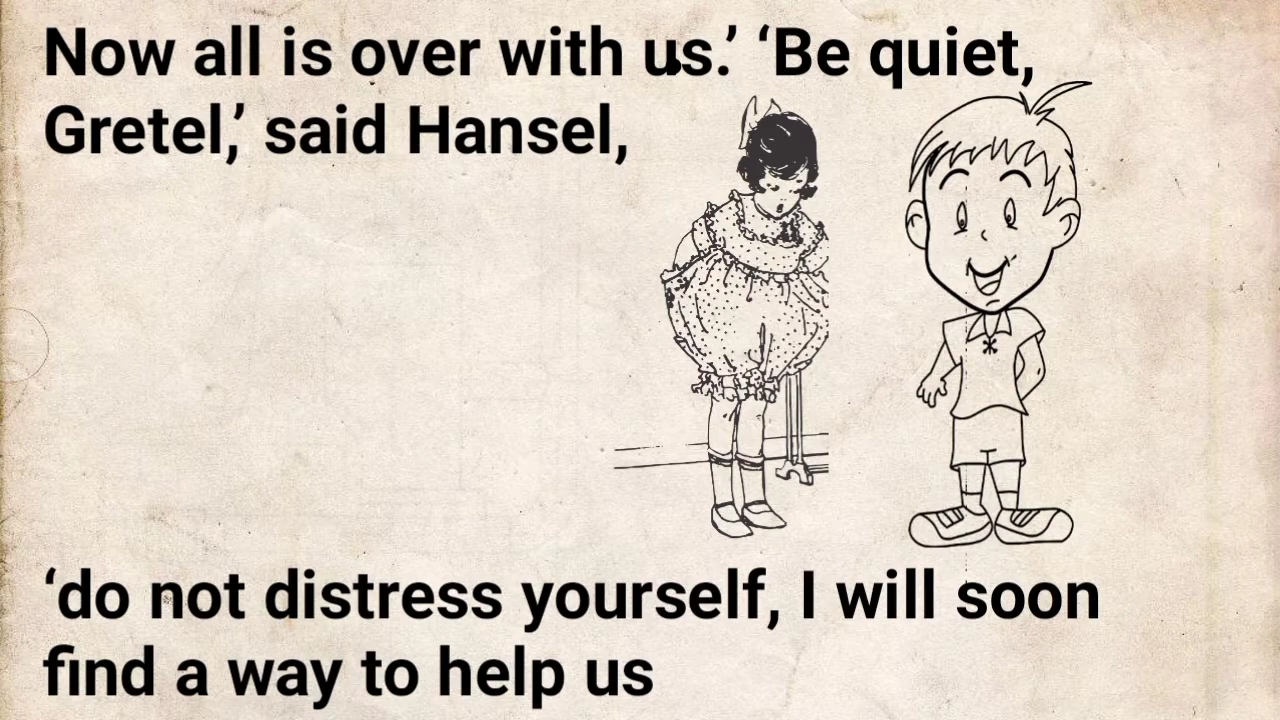 Now all is over with us.’ ‘Be quiet,
Gretel,’ said Hansel,
‘do not distress yourself, I will soon
find a way to help us